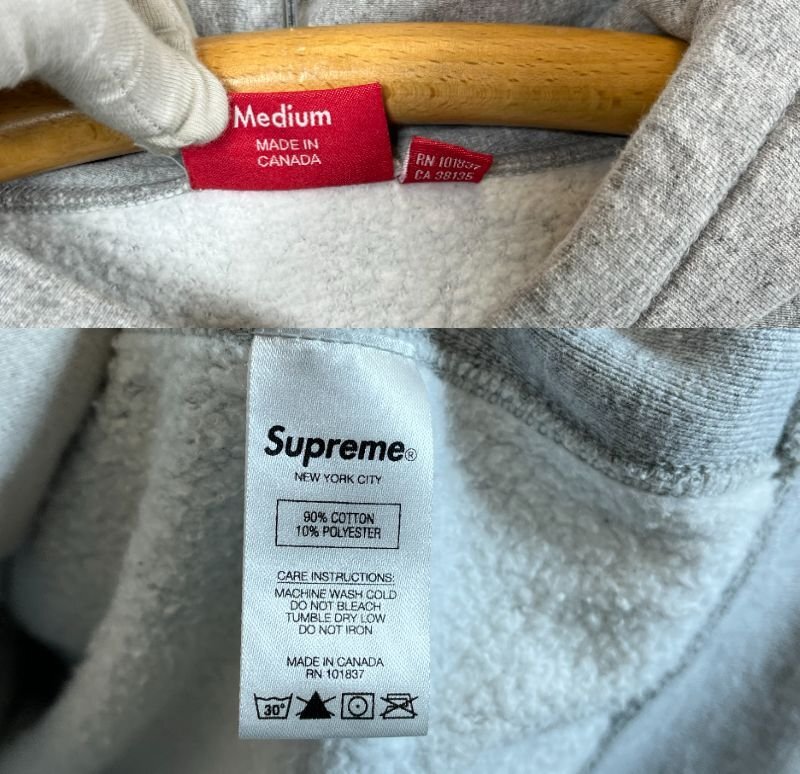 Medium
MADE IN
CANADA
RN 101837
CA 38135
Supreme®
NEW YORK CITY
90% COTTON
10% POLYESTER
CARE INSTRUCTIONS:
MACHINE WASH COLD
DO NOT BLEACH
TUMBLE DRY LOW
DO NOT IRON
MADE IN CANADA
RN 101837
30°